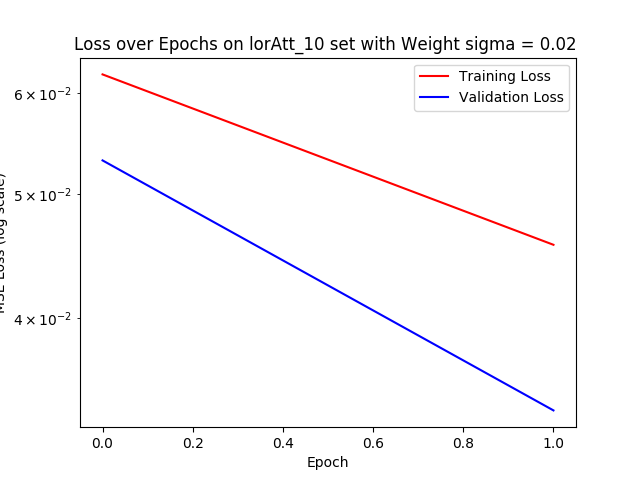 Loss over Epochs on lorAtt_10 set with Weight sigma = 0.02
Training Loss
Validation Loss
6 × 10⁻²
5 × 10⁻²
4 × 10⁻²
MSE Loss (log scale)
0.0 0.2 0.4 0.6 0.8 1.0
Epoch